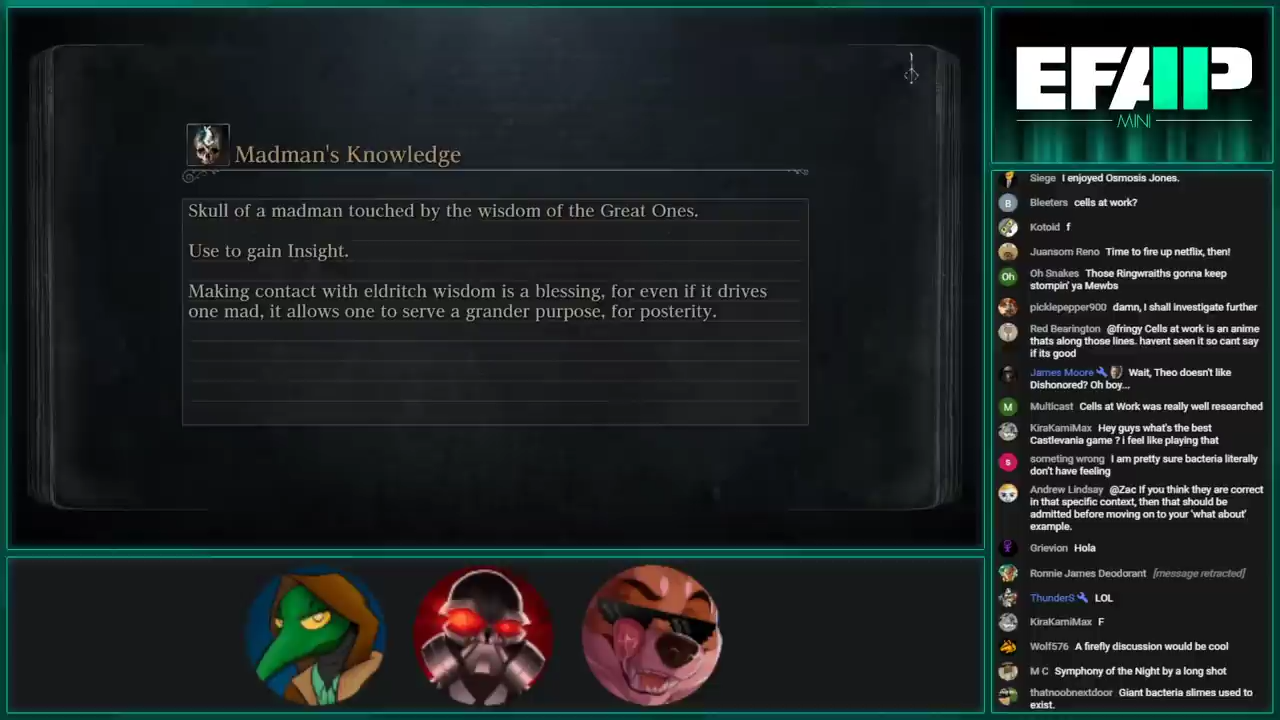 Madman's Knowledge
Skull of a madman touched by the wisdom of the Great Ones.
Use to gain Insight.
Making contact with eldritch wisdom is a blessing, for even if it drives
one mad, it allows one to serve a grander purpose, for posterity.
EFAP
MINI
Siege I enjoyed Osmosis Jones.
B
Bleeters cells at work?
Kotoid f
Juansom Reno Time to fire up netflix, then!
Oh
Oh Snakes Those Ringwraiths gonna keep
stompin' ya Mewbs
picklepepper900 damn, I shall investigate further
Red Bearington @fringy Cells at work is an anime
thats along those lines. havent seen it so cant say
if its good
James Moore Wait, Theo doesn't like
Dishonored? Oh boy...
M
Multicast Cells at Work was really well researched
KiraKamiMax Hey guys what's the best
Castlevania game ? i feel like playing that
s
someting wrong I am pretty sure bacteria literally
don't have feeling
Andrew Lindsay @Zac If you think they are correct
in that specific context, then that should be
admitted before moving on to your 'what about'
example.
Grievion Hola
Ronnie James Deodorant [message retracted]
ThunderS LOL
KiraKamiMax F
Wolf576 A firefly discussion would be cool
M C Symphony of the Night by a long shot
thatnoobnextdoor Giant bacteria slimes used to
exist.